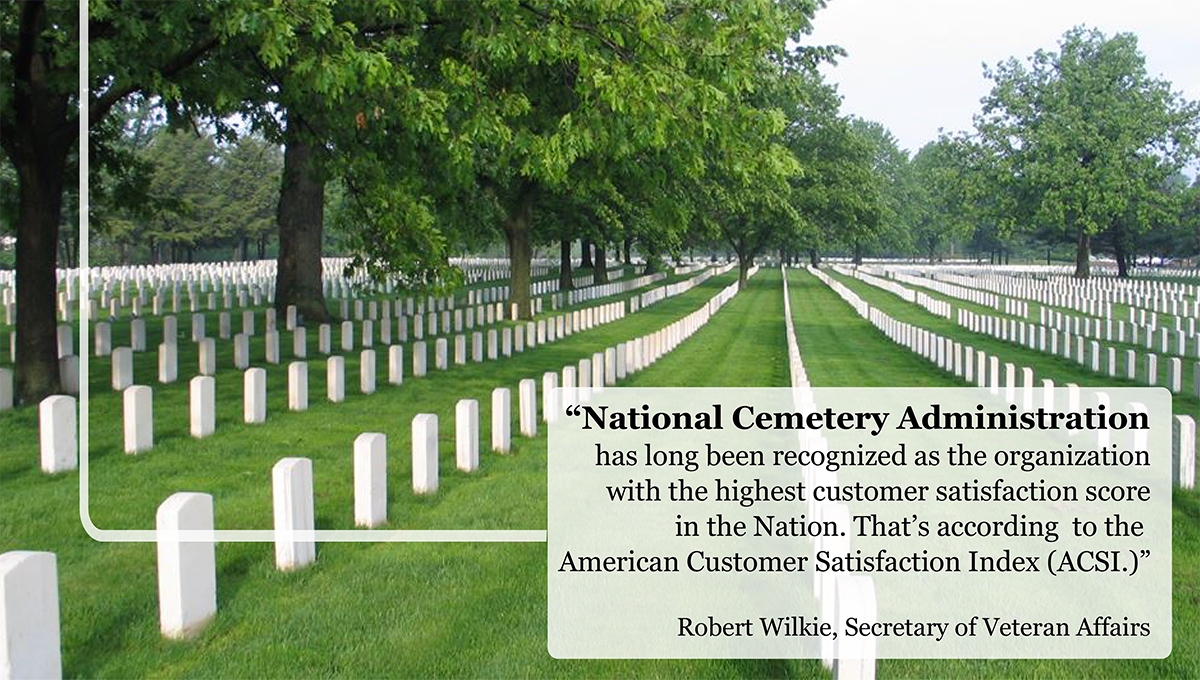 “National Cemetery Administration
has long been recognized as the organization
with the highest customer satisfaction score
in the Nation. That’s according  to the
American Customer Satisfaction Index (ACSI.)”
Robert Wilkie, Secretary of Veteran Affairs